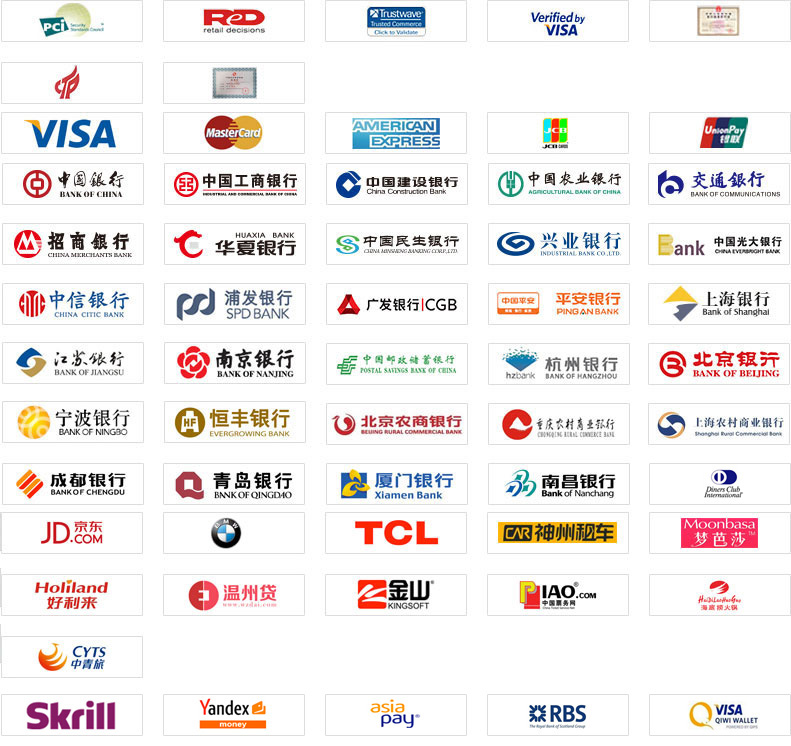 PCI Security Standards Council
ReD
retail decisions
Trustwave
Trusted Commerce
Click to Validate
Verified by
VISA
VISA
MasterCard
AMERICAN
EXPRESS
JCB
JCB CARDS
UnionPay
银联
中国银行
BANK OF CHINA
中国工商银行
INDUSTRIAL AND COMMERCIAL BANK OF CHINA
中国建设银行
China Construction Bank
中国农业银行
AGRICULTURAL BANK OF CHINA
交通银行
BANK OF COMMUNICATIONS
招商银行
CHINA MERCHANTS BANK
HUAXIA BANK
华夏银行
中国民生银行
CHINA MINSHENG BANKING CORP.,LTD.
兴业银行
INDUSTRIAL BANK CO.,LTD.
Bank
中国光大银行
CHINA EVERBRIGHT BANK
中信银行
CHINA CITIC BANK
浦发银行
SPD BANK
广发银行|CGB
中国平安
平安银行
PING AN BANK
上海银行
Bank of Shanghai
江苏银行
BANK OF JIANGSU
南京银行
BANK OF NANJING
中国邮政储蓄银行
POSTAL SAVINGS BANK OF CHINA
hzbank
杭州银行
BANK OF HANGZHOU
北京银行
BANK OF BEIJING
宁波银行
BANK OF NINGBO
HF
恒丰银行
EVERGROWING BANK
北京农商银行
BEIJING RURAL COMMERCIAL BANK
重庆农村商业银行
CHONGQING RURAL COMMERCE BANK
上海农村商业银行
Shanghai Rural Commercial Bank
成都银行
BANK OF CHENGDU
青岛银行
BANK OF QINGDAO
厦门银行
Xiamen Bank
南昌银行
Bank of Nanchang
Diners Club
International
JD京东
.COM
BMW
TCL
CAR神州租车
Moonbasa™
梦芭莎
Holiland
好利来
温州贷
www.wzdai.com
金山®
KINGSOFT
PIAO.COM
中国票务网
HaiDiLaoHuoGuo
海底捞火锅
CYTS
中青旅
Skrill
Yandex
money
asia
pay®
RBS
The Royal Bank of Scotland Group
VISA
QIWI WALLET